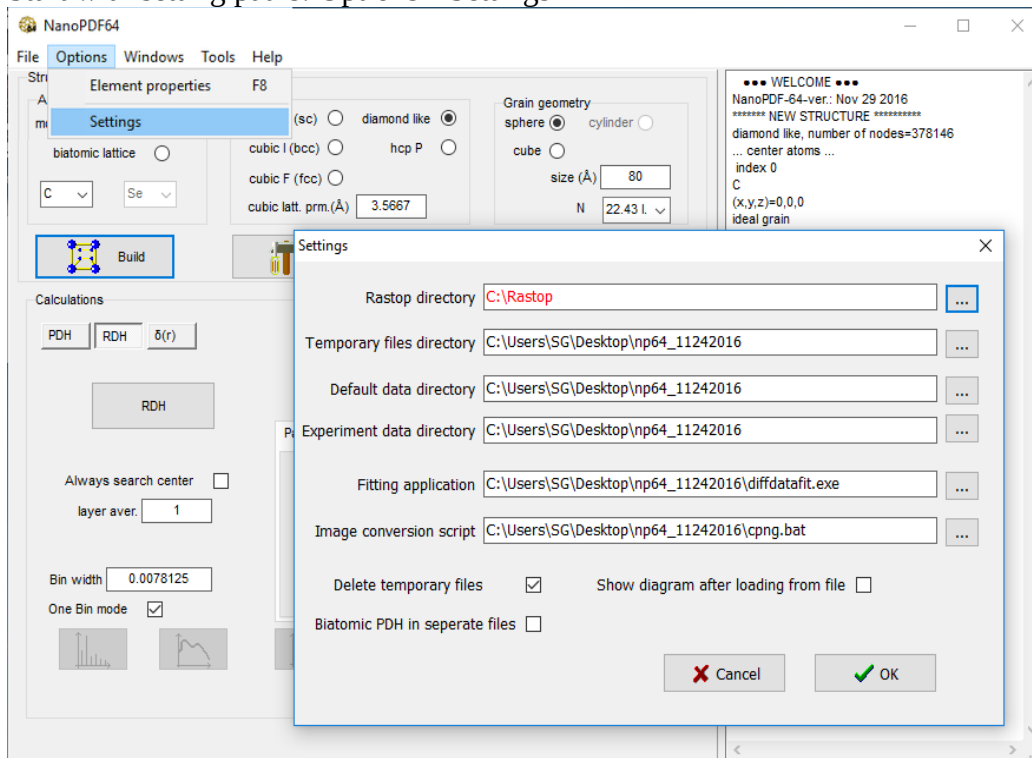 Start with setting Options Settings
NanoPDF64
File Options Windows Tools Help
Element properties F8
Settings
Stru
A
mo
biatomic lattice
C Se
(sc) diamond like
cubic I (bcc) hcp P
cubic F (fcc)
cubic latt. prm.(Å) 3.5667
Grain geometry
sphere cylinder
cube
size (Å) 80
N 22.43 l.
Build
••• WELCOME •••
NanoPDF-64-ver.: Nov 29 2016
******* NEW STRUCTURE **********
diamond like, number of nodes=378146
... center atoms ...
index 0
C
(x,y,z)=0,0,0
ideal grain
Calculations
PDH RDH δ(r)
RDH
Always search center
layer aver. 1
Bin width 0.0078125
One Bin mode
Settings
Rastop directory C:\Rastop ...
Temporary files directory C:\Users\SG\Desktop\np64_11242016 ...
Default data directory C:\Users\SG\Desktop\np64_11242016 ...
Experiment data directory C:\Users\SG\Desktop\np64_11242016 ...
Fitting application C:\Users\SG\Desktop\np64_11242016\diffdatafit.exe ...
Image conversion script C:\Users\SG\Desktop\np64_11242016\cpng.bat ...
Delete temporary files Show diagram after loading from file
Biatomic PDH in seperate files
Cancel OK